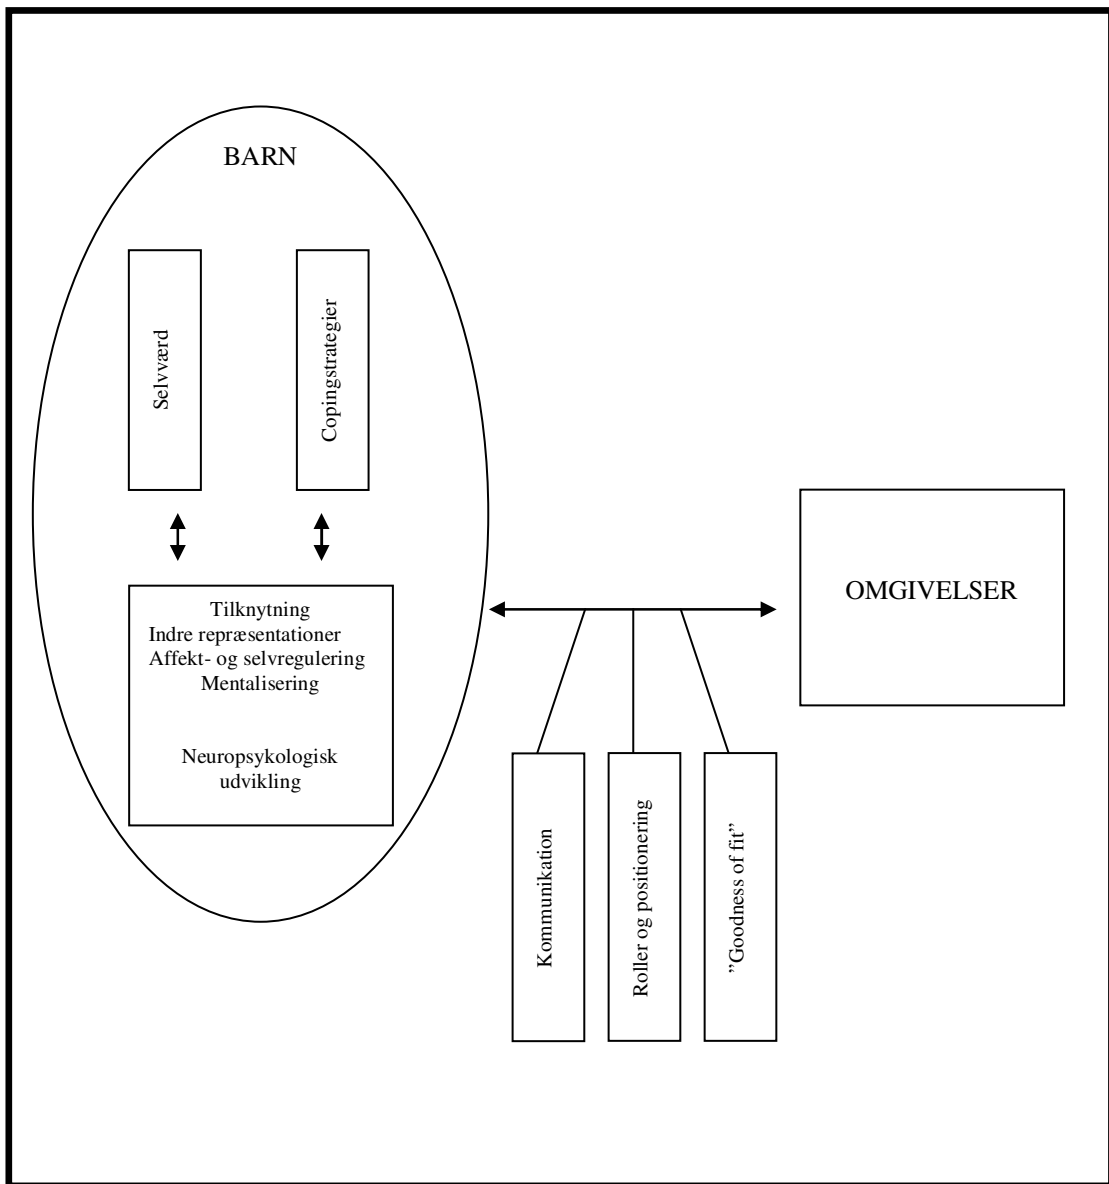 BARN
Selvværd
Copingstrategier
Tilknytning
Indre repræsentationer
Affekt- og selvregulering
Mentalisering
Neuropsykologisk
udvikling
OMGIVELSER
Kommunikation
Roller og positionering
”Goodness of fit”